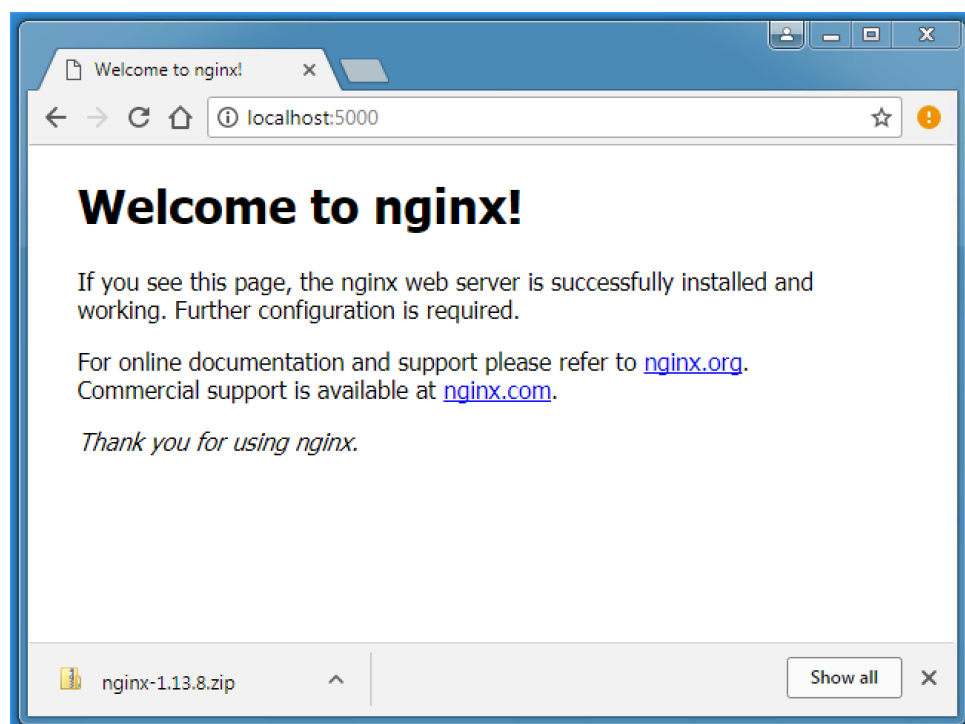 Welcome to nginx!
localhost:5000
Welcome to nginx!
If you see this page, the nginx web server is successfully installed and
working. Further configuration is required.
For online documentation and support please refer to nginx.org.
Commercial support is available at nginx.com.
Thank you for using nginx.
nginx-1.13.8.zip
Show all